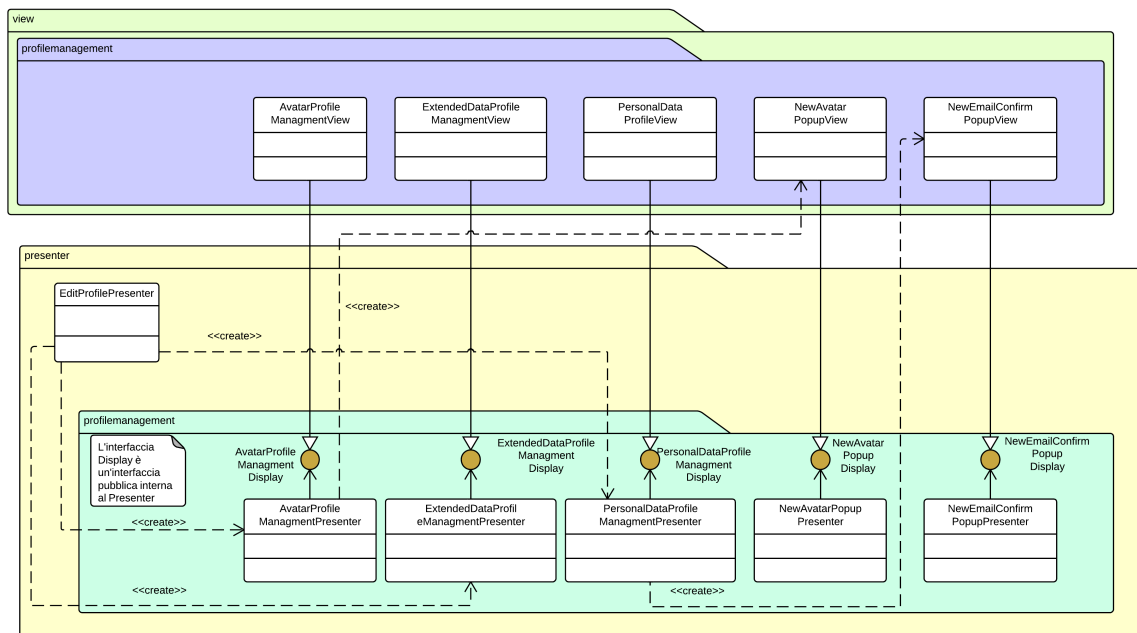 view
profilemanagement
AvatarProfile
ManagmentView
ExtendedDataProfile
ManagmentView
PersonalData
ProfileView
NewAvatar
PopupView
NewEmailConfirm
PopupView
presenter
EditProfilePresenter
<<create>>
<<create>>
profilemanagement
L'interfaccia
Display è
un'interfaccia
pubblica interna
al Presenter
AvatarProfile
Managment
Display
ExtendedDataProfile
Managment
Display
PersonalDataProfile
Managment
Display
NewAvatar
Popup
Display
NewEmailConfirm
Popup
Display
AvatarProfile
ManagmentPresenter
ExtendedDataProfil
eManagmentPresenter
PersonalDataProfile
ManagmentPresenter
NewAvatarPopup
Presenter
NewEmailConfirm
PopupPresenter
<<create>>
<<create>>
<<create>>